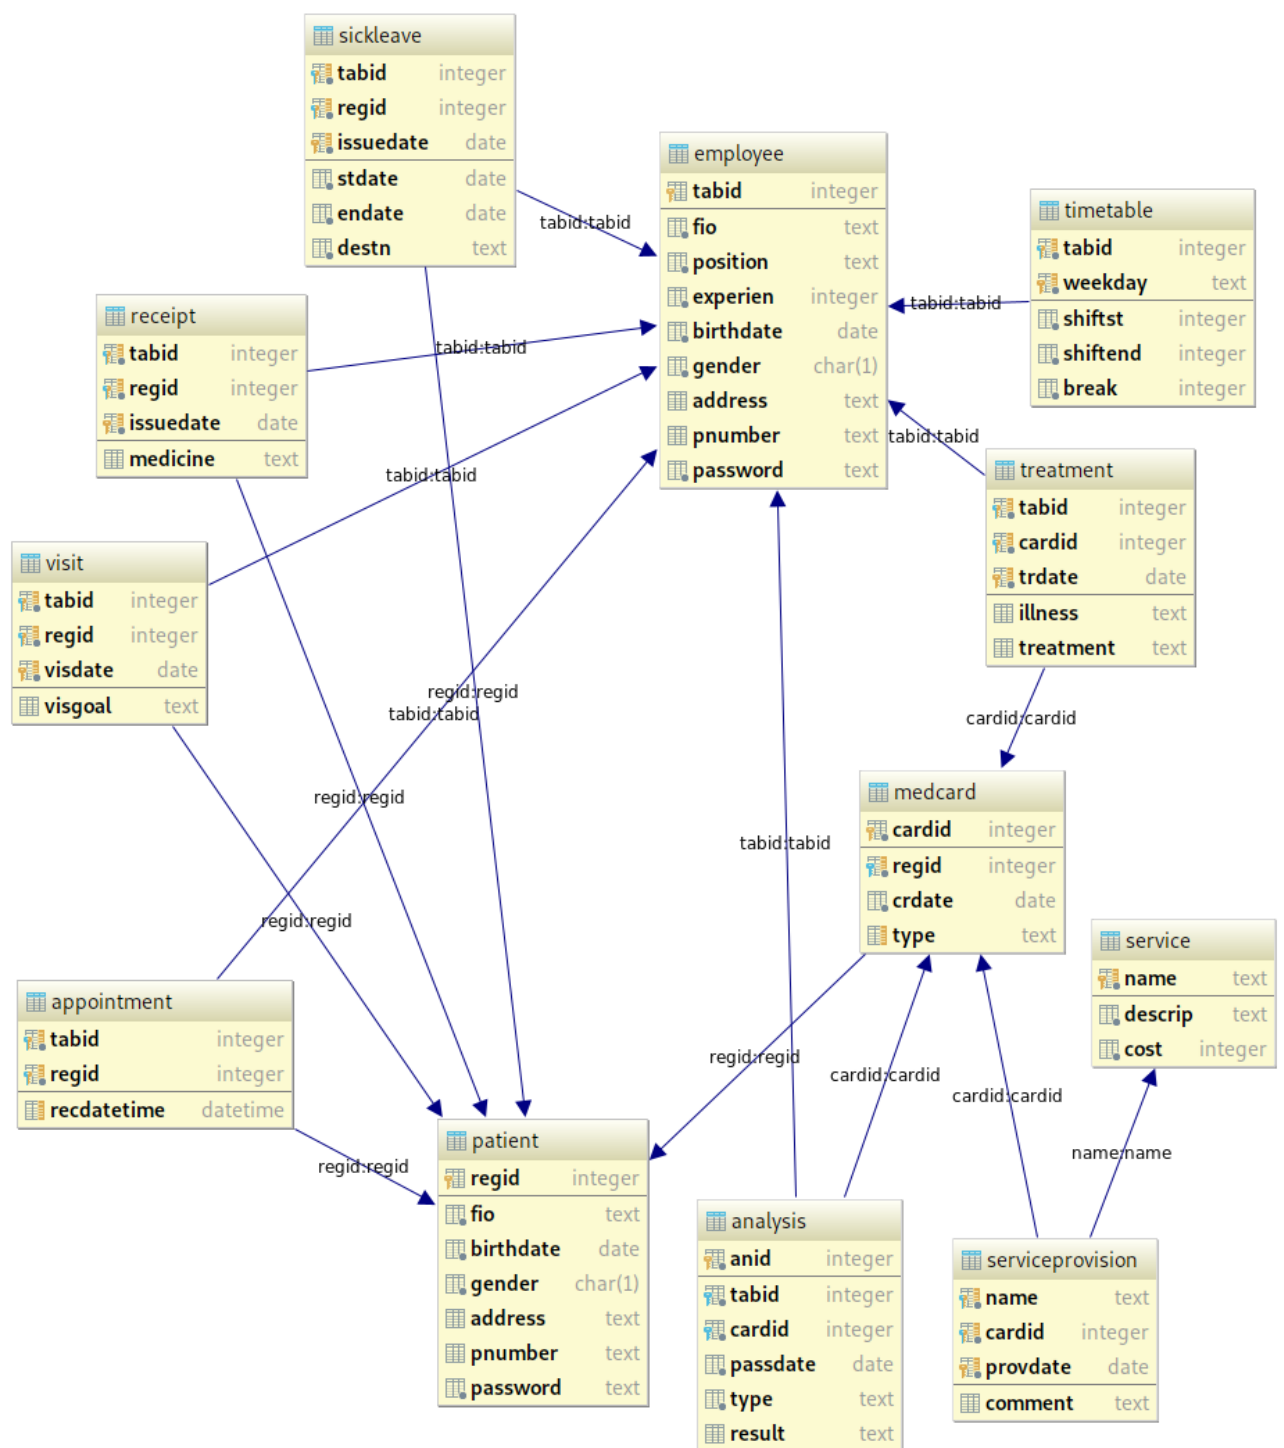 sickleave
tabid integer
regid integer
issuedate date
stdate date
endate date
destn text
employee
tabid integer
fio text
position text
experien integer
birthdate date
gender char(1)
address text
pnumber text
password text
timetable
tabid integer
weekday text
shiftst integer
shiftend integer
break integer
tabid:tabid
tabid:tabid
receipt
tabid integer
regid integer
issuedate date
medicine text
tabid:tabid
tabid:tabid
treatment
tabid integer
cardid integer
trdate date
illness text
treatment text
tabid:tabid
visit
tabid integer
regid integer
visdate date
visgoal text
regid:regid
tabid:tabid
cardid:cardid
regid:regid
medcard
cardid integer
regid integer
crdate date
type text
tabid:tabid
regid:regid
service
name text
descrip text
cost integer
appointment
tabid integer
regid integer
recdatetime datetime
regid:regid
cardid:cardid
cardid:cardid
name:name
regid:regid
patient
regid integer
fio text
birthdate date
gender char(1)
address text
pnumber text
password text
analysis
anid integer
tabid integer
cardid integer
passdate date
type text
result text
serviceprovision
name text
cardid integer
provdate date
comment text